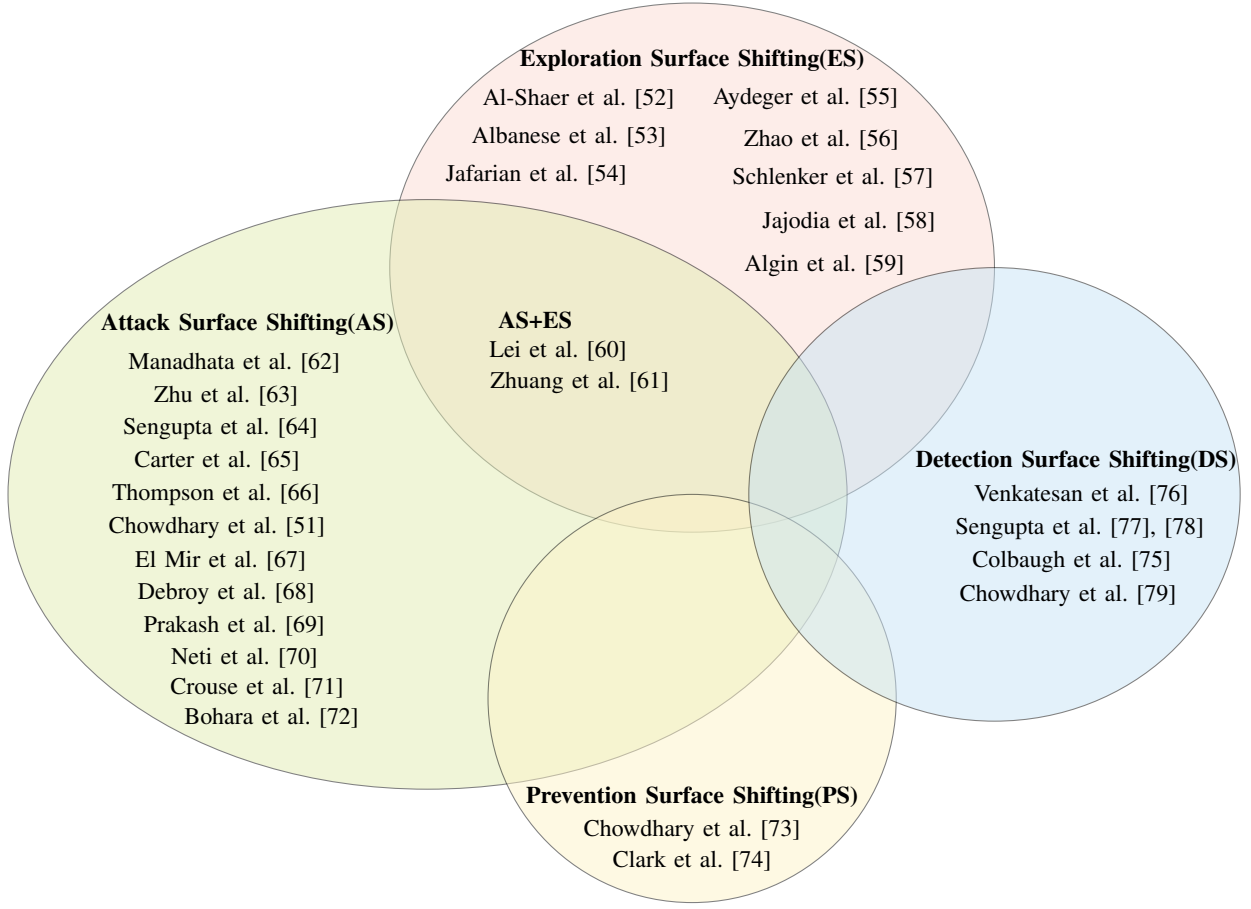 Exploration Surface Shifting(ES)
Al-Shaer et al. [52]
Albanese et al. [53]
Jafarian et al. [54]
Aydeger et al. [55]
Zhao et al. [56]
Schlenker et al. [57]
Jajodia et al. [58]
Algin et al. [59]
Attack Surface Shifting(AS)
Manadhata et al. [62]
Zhu et al. [63]
Sengupta et al. [64]
Carter et al. [65]
Thompson et al. [66]
Chowdhary et al. [51]
El Mir et al. [67]
Debroy et al. [68]
Prakash et al. [69]
Neti et al. [70]
Crouse et al. [71]
Bohara et al. [72]
AS+ES
Lei et al. [60]
Zhuang et al. [61]
Detection Surface Shifting(DS)
Venkatesan et al. [76]
Sengupta et al. [77], [78]
Colbaugh et al. [75]
Chowdhary et al. [79]
Prevention Surface Shifting(PS)
Chowdhary et al. [73]
Clark et al. [74]